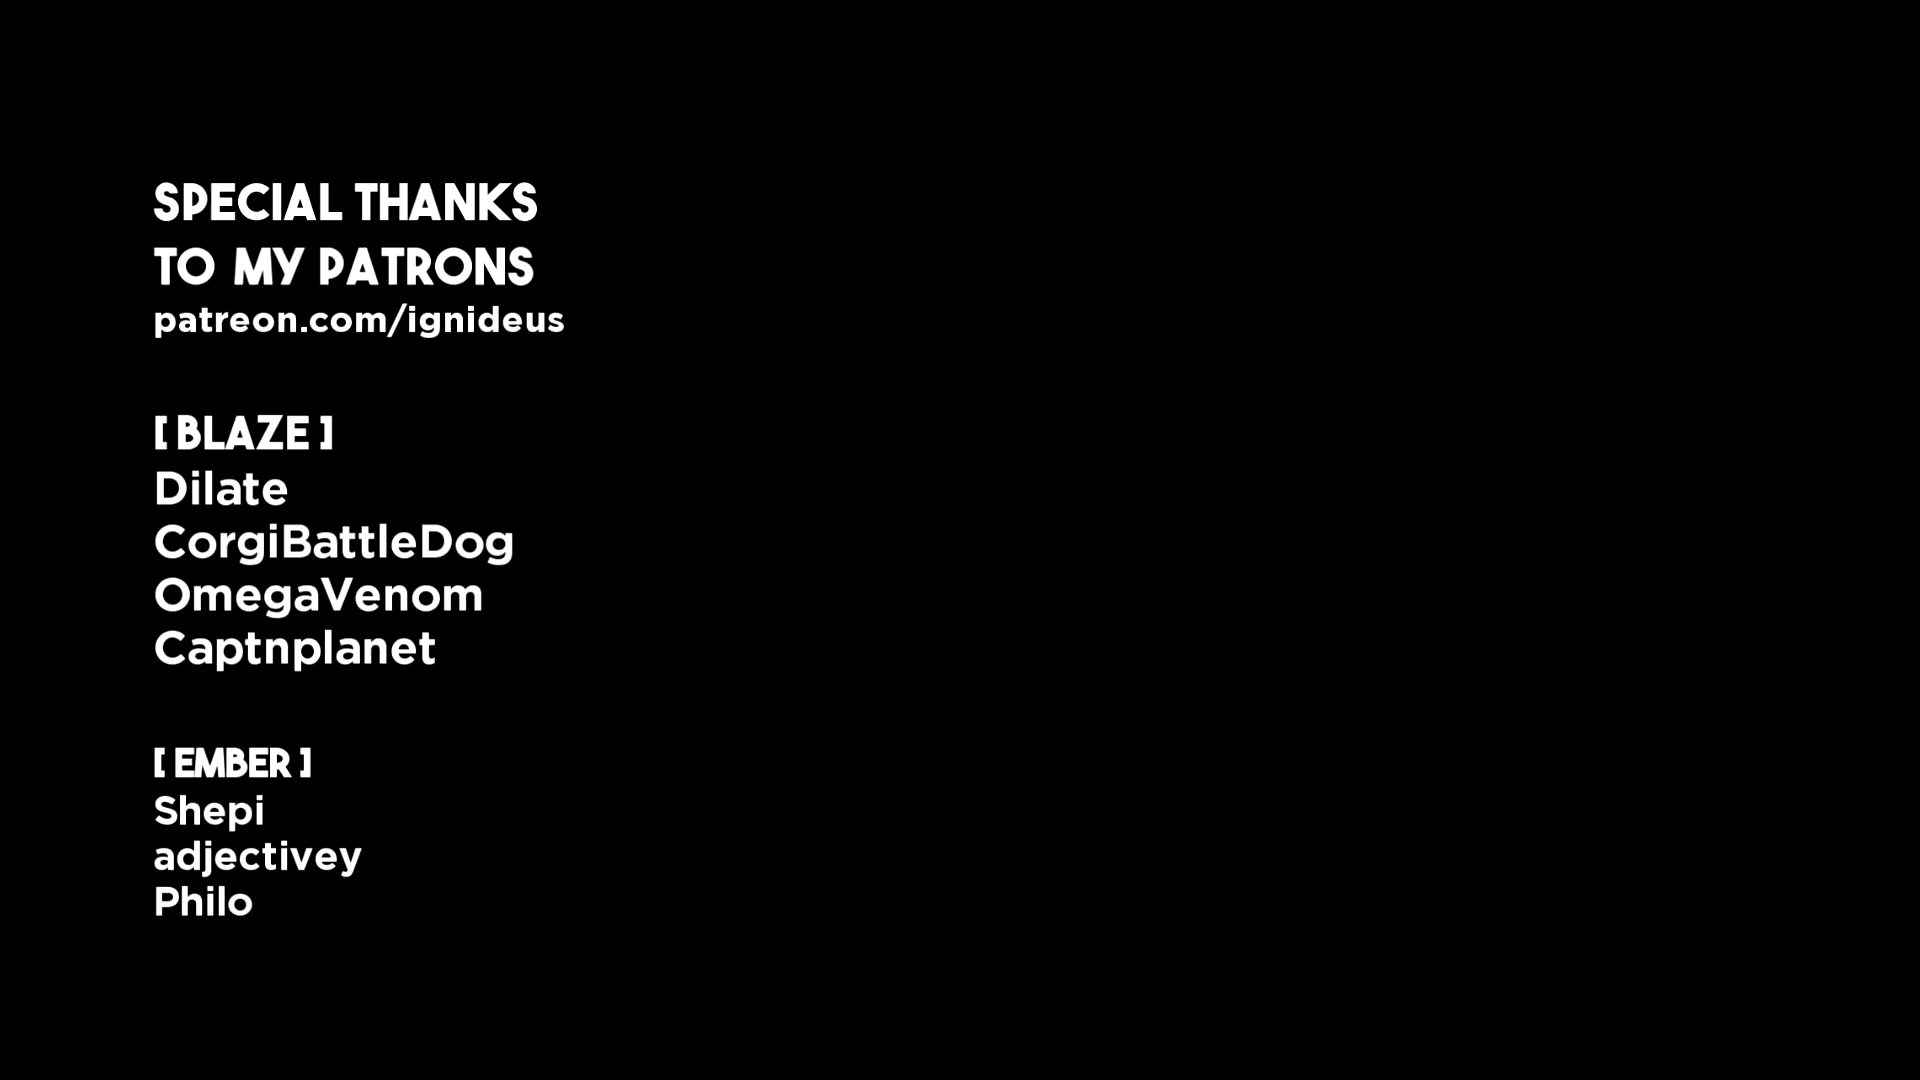 SPECIAL THANKS
TO MY PATRONS
patreon.com/ignideus
[ BLAZE ]
Dilate
CorgiBattleDog
OmegaVenom
Captnplanet
[ EMBER ]
Shepi
adjectivey
Philo